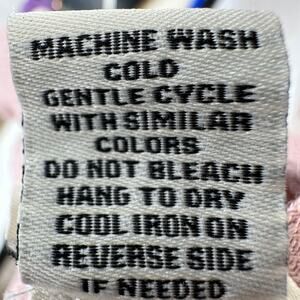 MACHINE WASH
COLD
GENTLE CYCLE
WITH SIMILAR
COLORS
DO NOT BLEACH
HANG TO DRY
COOL IRON ON
REVERSE SIDE
IF NEEDED